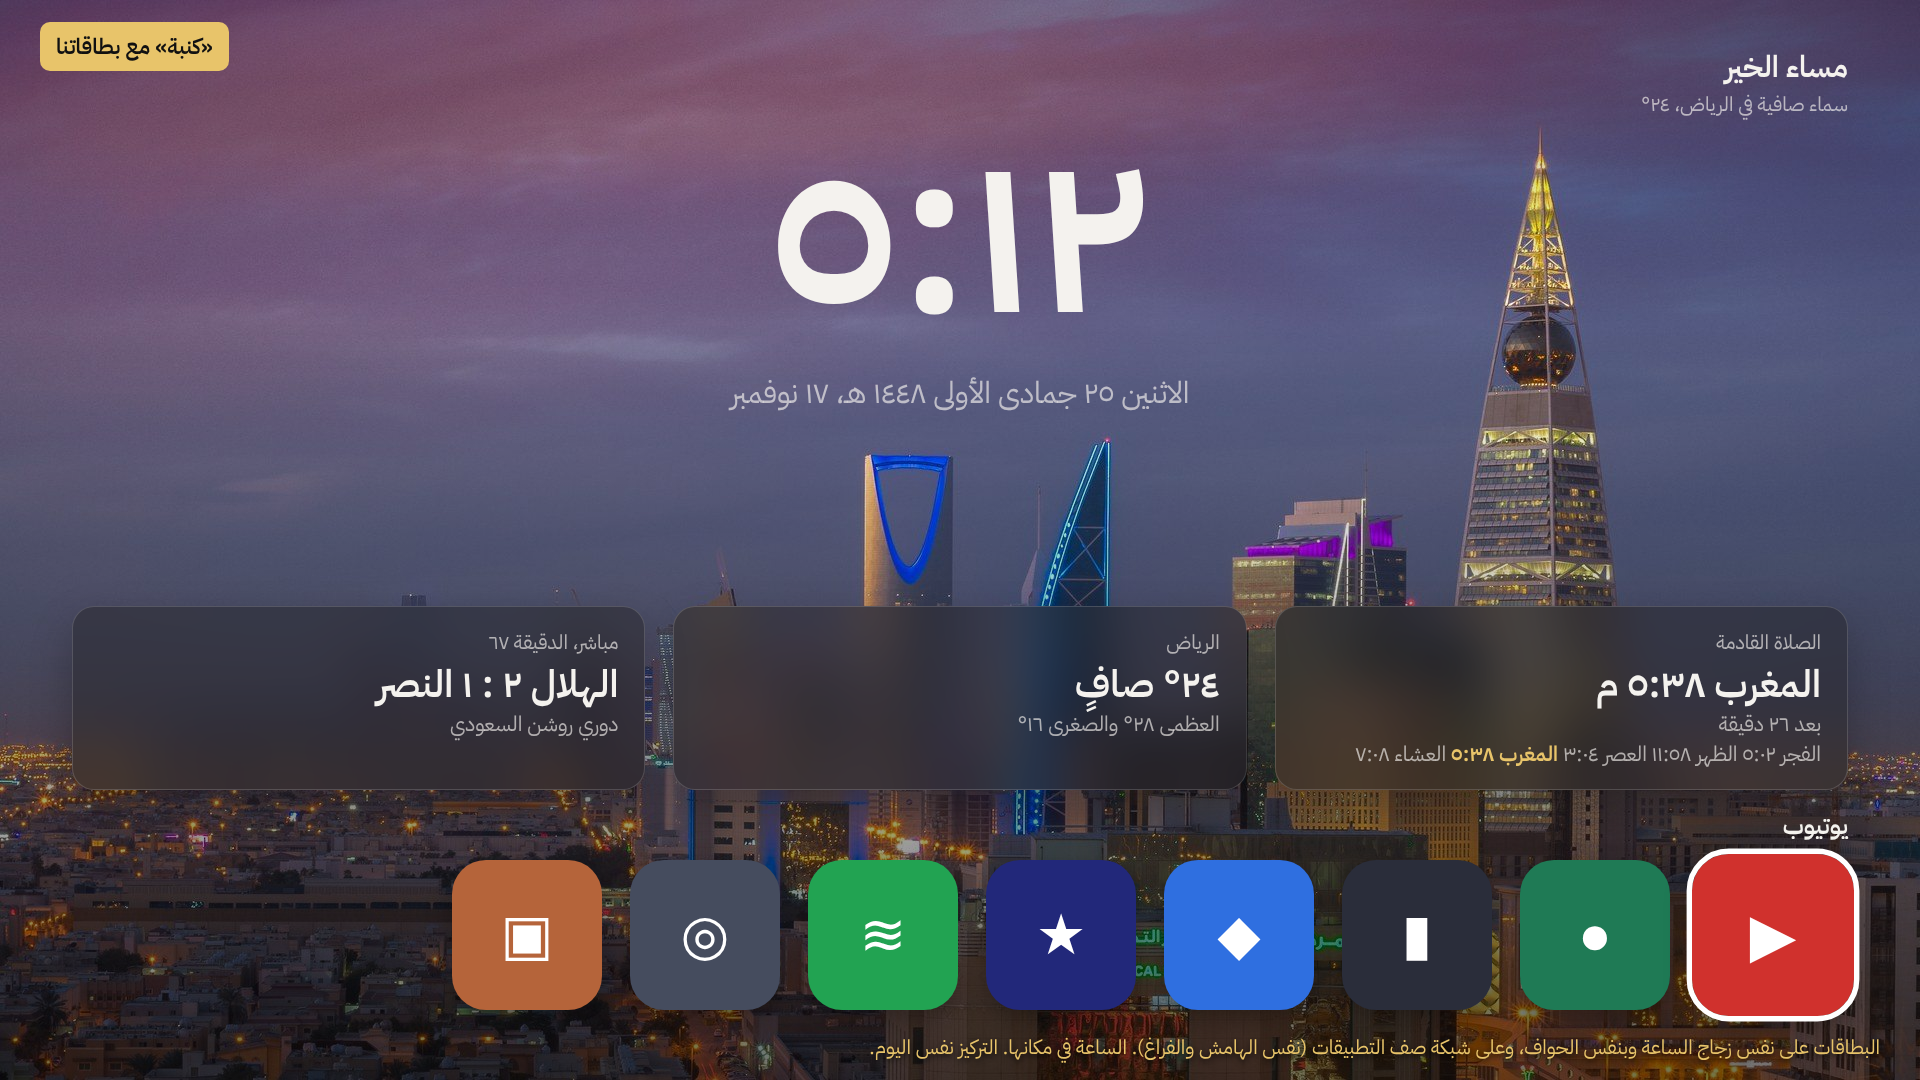 «كنبة» مع بطاقاتنا
مساء الخير
سماء صافية في الرياض، ٢٤°
٥:١٢
الاثنين ٢٥ جمادى الأولى ١٤٤٨ هـ، ١٧ نوفمبر
الصلاة القادمة
المغرب ٥:٣٨ م
بعد ٢٦ دقيقة
الفجر ٥:٠٢ الظهر ١١:٥٨ العصر ٣:٠٤ المغرب ٥:٣٨ العشاء ٧:٠٨
الرياض
٢٤° صافٍ
العظمى ٢٨° والصغرى ١٦°
مباشر، الدقيقة ٦٧
الهلال ٢ : ١ النصر
دوري روشن السعودي
يوتيوب
CAL
البطاقات على نفس زجاج الساعة وبنفس الحواف، وعلى شبكة صف التطبيقات (نفس الهامش والفراغ). الساعة في مكانها. التركيز نفس اليوم.